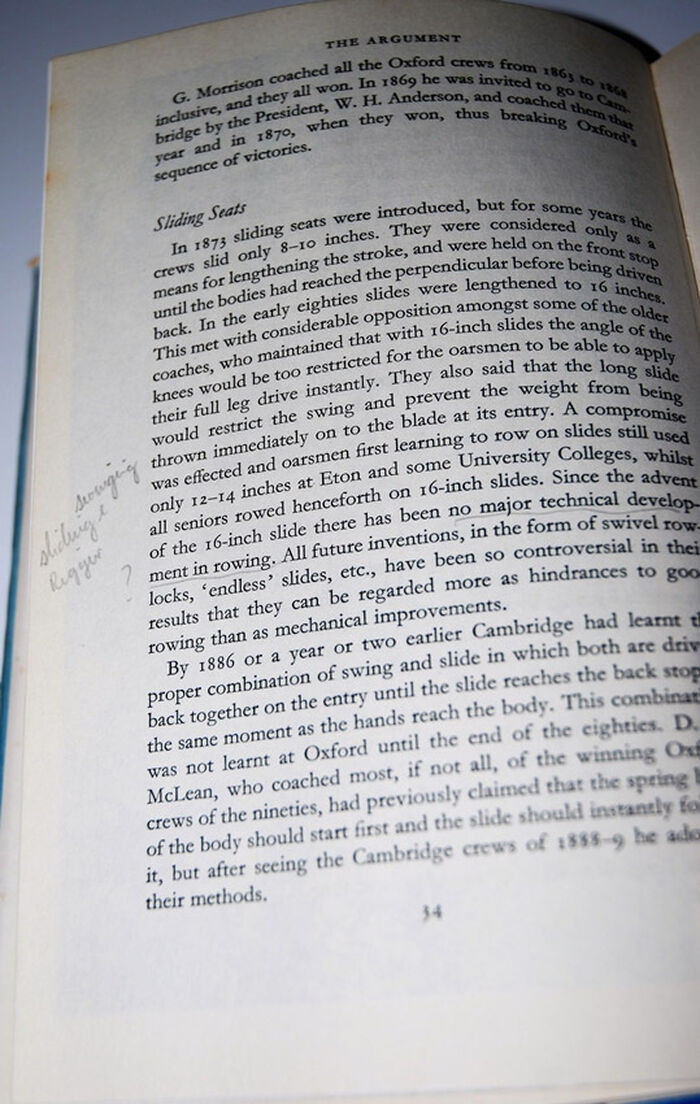 THE ARGUMENT
G. Morrison coached all the Oxford crews from 1863 to 1868
inclusive, and they all won. In 1869 he was invited to go to Cam-
bridge by the President, W. H. Anderson, and coached them that
year and in 1870, when they won, thus breaking Oxford's
sequence of victories.
Sliding Seats
In 1873 sliding seats were introduced, but for some years the
crews slid only 8–10 inches. They were considered only as a
means for lengthening the stroke, and were held on the front stop
until the bodies had reached the perpendicular before being driven
back. In the early eighties slides were lengthened to 16 inches.
This met with considerable opposition amongst some of the older
coaches, who maintained that with 16-inch slides the angle of the
knees would be too restricted for the oarsmen to be able to apply
their full leg drive instantly. They also said that the long slide
would restrict the swing and prevent the weight from being
thrown immediately on to the blade at its entry. A compromise
was effected and oarsmen first learning to row on slides still used
only 12–14 inches at Eton and some University Colleges, whilst
all seniors rowed henceforth on 16-inch slides. Since the advent
of the 16-inch slide there has been no major technical develop-
ment in rowing. All future inventions, in the form of swivel row-
locks, 'endless' slides, etc., have been so controversial in thei
results that they can be regarded more as hindrances to goo
rowing than as mechanical improvements.
By 1886 or a year or two earlier Cambridge had learnt t
proper combination of swing and slide in which both are driv
back together on the entry until the slide reaches the back stop
the same moment as the hands reach the body. This combinat
was not learnt at Oxford until the end of the eighties. D.
McLean, who coached most, if not all, of the winning Oxf
crews of the nineties, had previously claimed that the spring
of the body should start first and the slide should instantly fo
it, but after seeing the Cambridge crews of 1888–9 he ado
their methods.
34
sliding
Rigger
?